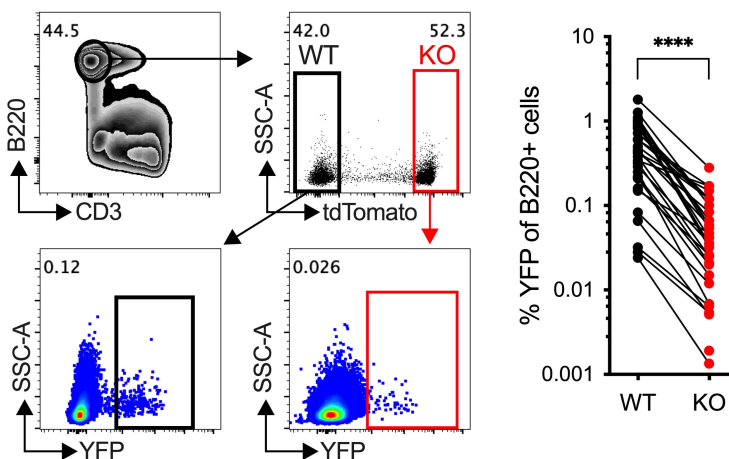 44.5
B220
CD3
42.0
52.3
WT
KO
SSC-A
tdTomato
0.12
SSC-A
YFP
0.026
SSC-A
YFP
****
% YFP of B220+ cells
10
1
0.1
0.01
0.001
WT
KO